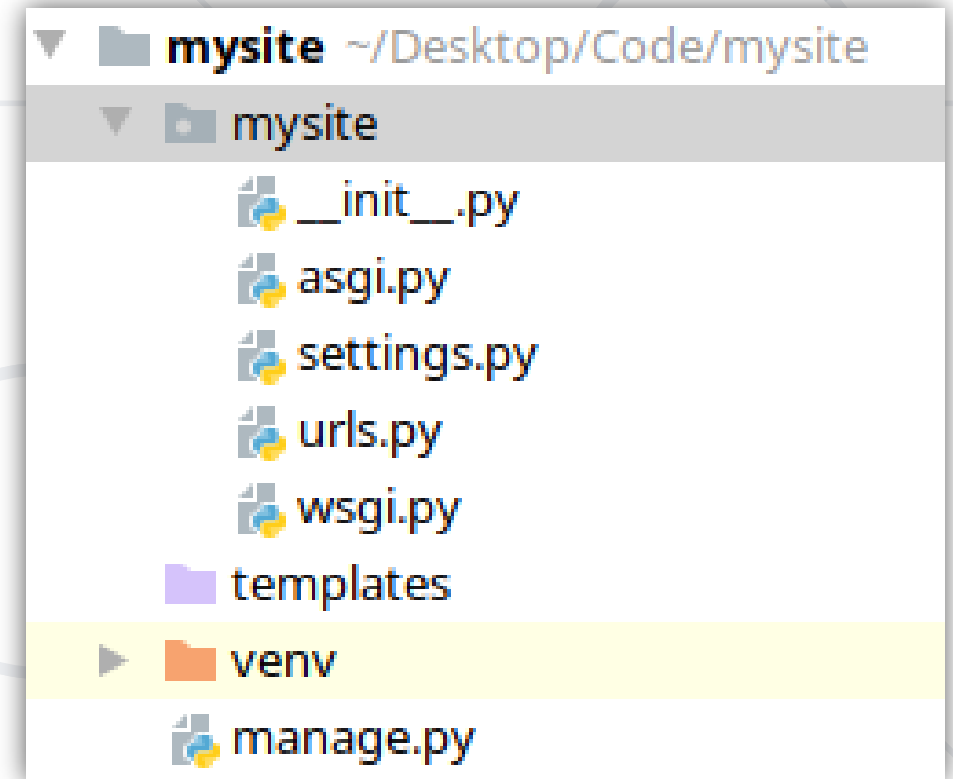 mysite ~/Desktop/Code/mysite
mysite
__init__.py
asgi.py
settings.py
urls.py
wsgi.py
templates
venv
manage.py